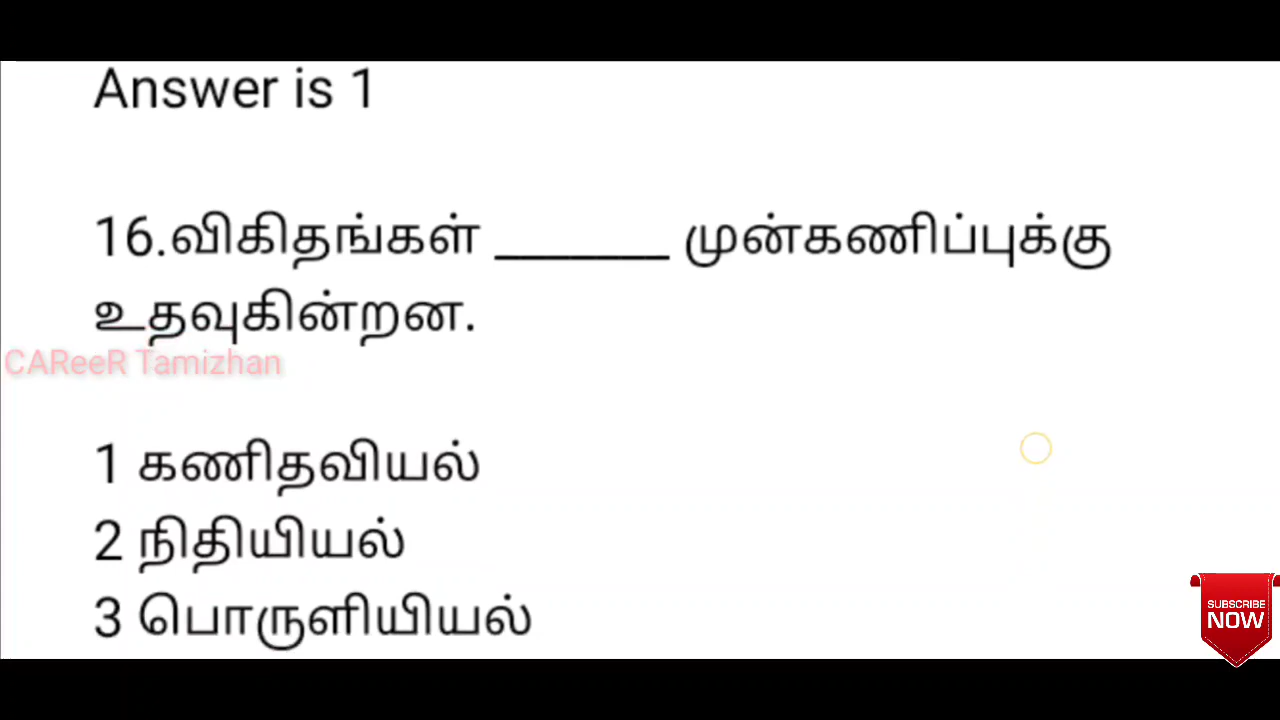 Answer is 1
16.விகிதங்கள் _______ முன்கணிப்புக்கு
உதவுகின்றன.
CAReeR Tamizhan
1 கணிதவியல்
2 நிதியியல்
3 பொருளியியல்
SUBSCRIBE
NOW